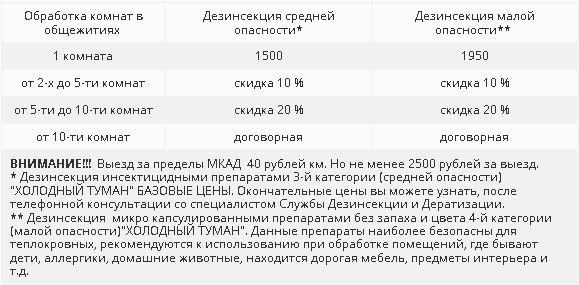 Обработка комнат в общежитиях
Дезинсекция средней опасности*
Дезинсекция малой опасности**
1 комната 1500 1950
от 2-х до 5-ти комнат скидка 10 % скидка 10 %
от 5-ти до 10-ти комнат скидка 20 % скидка 20 %
от 10-ти комнат договорная договорная
ВНИМАНИЕ!!! Выезд за пределы МКАД 40 рублей км. Но не менее 2500 рублей за выезд.
* Дезинсекция инсектицидными препаратами 3-й категории (средней опасности)
"ХОЛОДНЫЙ ТУМАН" БАЗОВЫЕ ЦЕНЫ. Окончательные цены вы можете узнать, после
телефонной консультации со специалистом Службы Дезинсекции и Дератизации.
** Дезинсекция микро капсулированными препаратами без запаха и цвета 4-й категории
(малой опасности)"ХОЛОДНЫЙ ТУМАН". Данные препараты наиболее безопасны для
теплокровных, рекомендуются к использованию при обработке помещений, где бывают
дети, аллергики, домашние животные, находится дорогая мебель, предметы интерьера и
т.д.